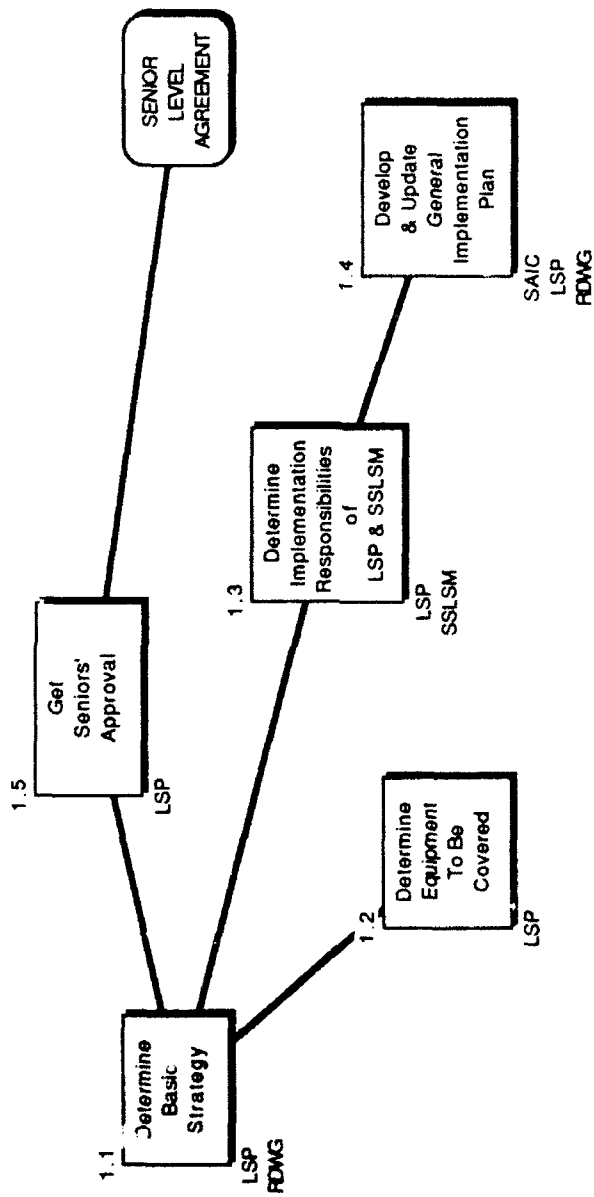 1.1
Determine
Basic
Strategy
LSP
RDWG
1.5
Get
Seniors'
Approval
LSP
SENIOR
LEVEL
AGREEMENT
1.2
Determine
Equipment
To Be
Covered
LSP
1.3
Determine
Implementation
Responsibilities
of
LSP & SSLSM
LSP
SSLSM
1.4
Develop
& Update
General
Implementation
Plan
SAIC
LSP
RDWG